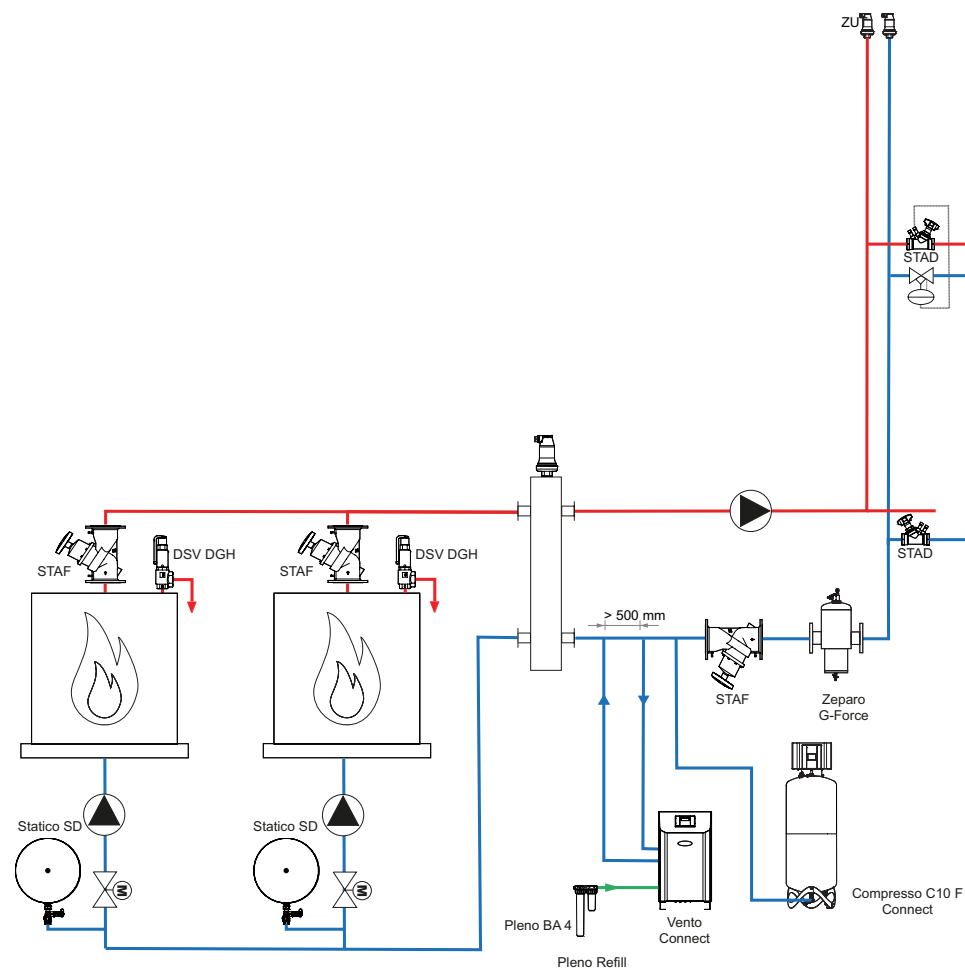 ZU
STAD
STAD
DSV DGH
DSV DGH
STAF
STAF
> 500 mm
STAF
Zeparo
G-Force
Statico SD
Statico SD
M
M
Compresso C10 F
Connect
Pleno BA 4
Vento
Connect
Pleno Refill